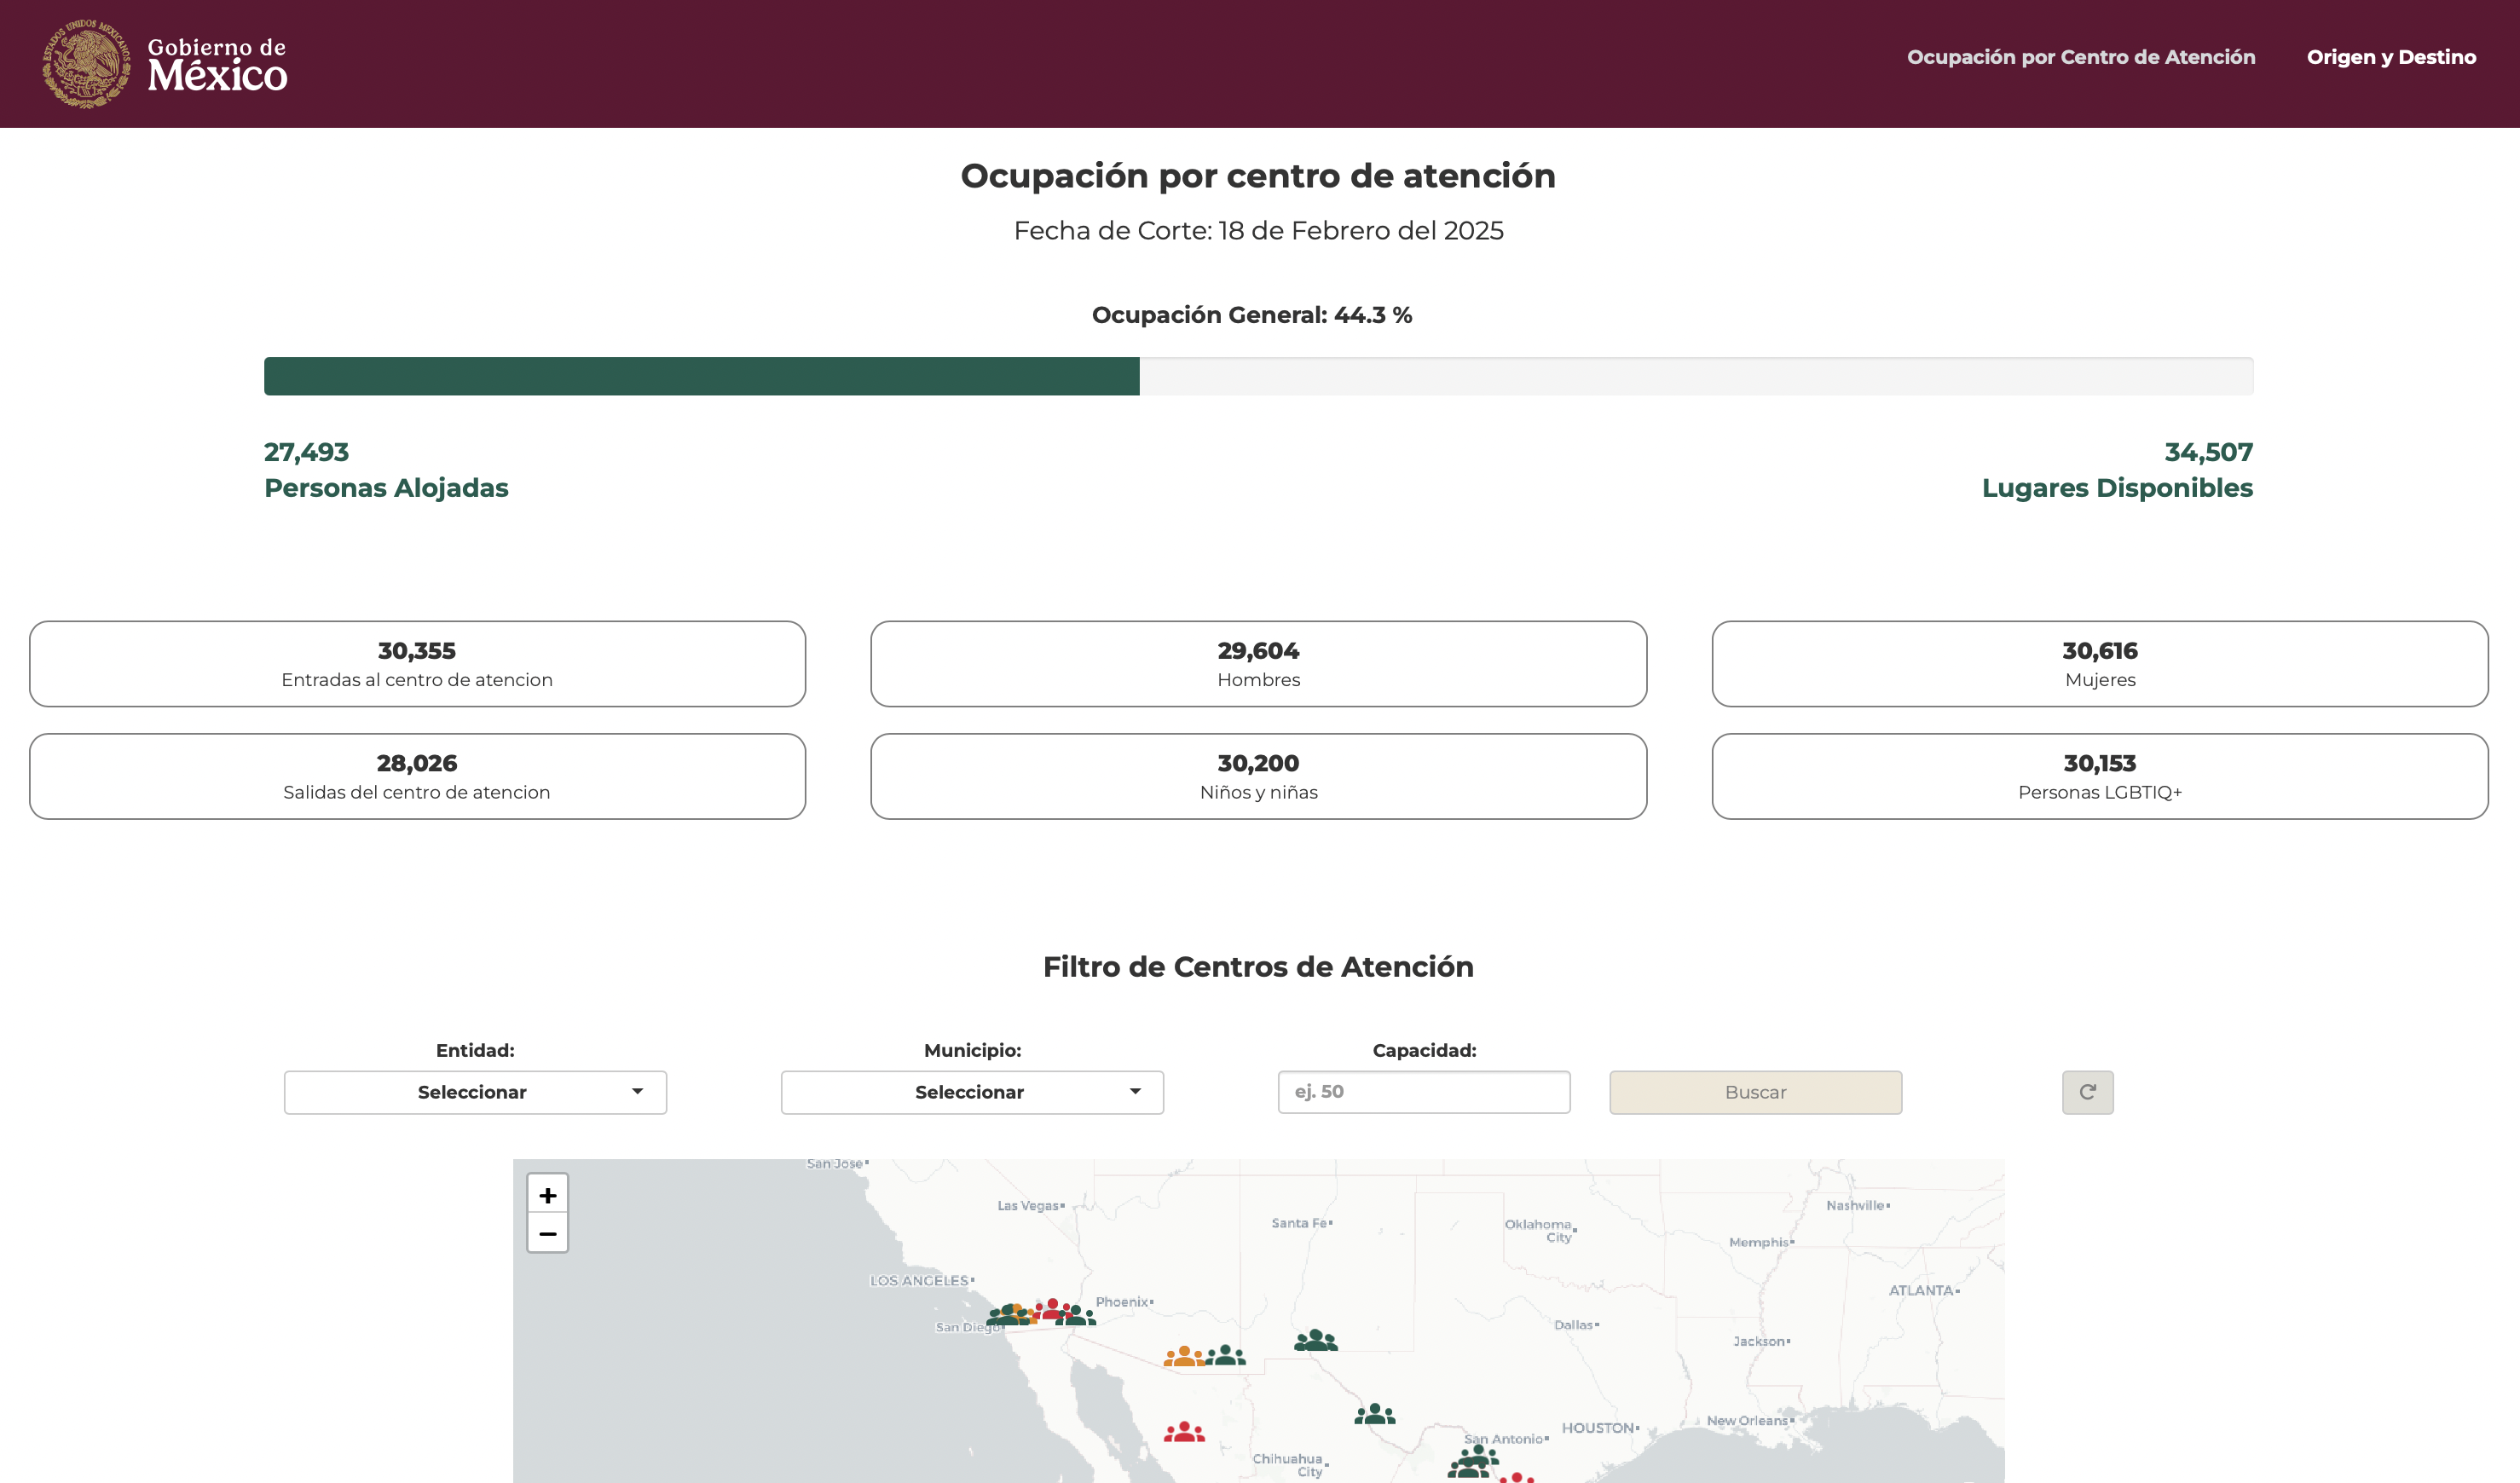 ESTADOS UNIDOS MEXICANOS
Gobierno de
México
Ocupación por Centro de Atención
Origen y Destino
Ocupación por centro de atención
Fecha de Corte: 18 de Febrero del 2025
Ocupación General: 44.3 %
27,493
Personas Alojadas
34,507
Lugares Disponibles
30,355
Entradas al centro de atencion
29,604
Hombres
30,616
Mujeres
28,026
Salidas del centro de atencion
30,200
Niños y niñas
30,153
Personas LGBTIQ+
Filtro de Centros de Atención
Entidad:
Municipio:
Capacidad:
Seleccionar
Seleccionar
ej. 50
Buscar
+
−
San Jose
Las Vegas
Santa Fe
Oklahoma
City
Nashville
Memphis
LOS ANGELES
Phoenix
ATLANTA
San Diego
Dallas
Jackson
New Orleans
HOUSTON
San Antonio
Chihuahua
City